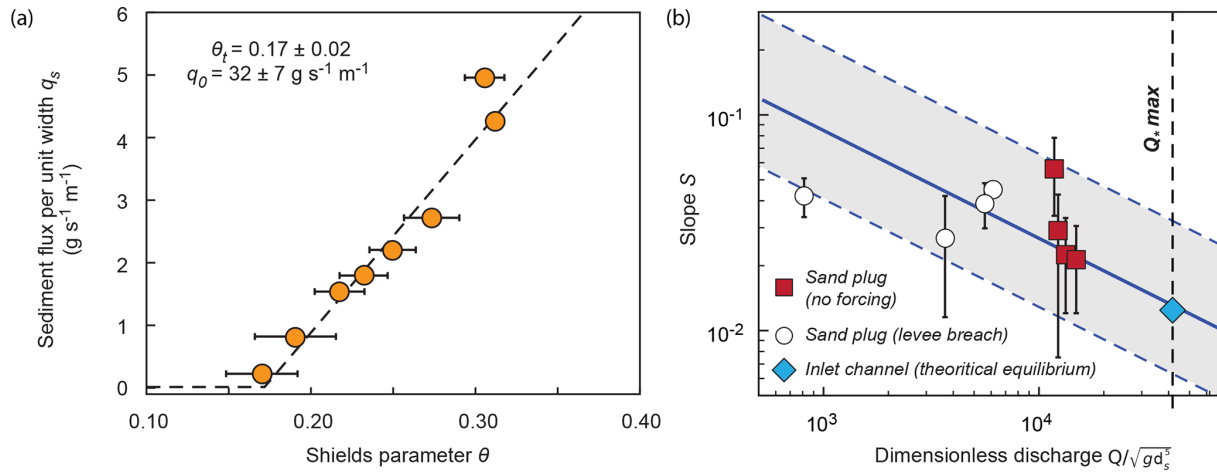 (a)
θt = 0.17 ± 0.02
q0 = 32 ± 7 g s⁻¹ m⁻¹
6
5
4
3
2
1
0
0.10
0.20
0.30
0.40
Sediment flux per unit width qs
(g s⁻¹ m⁻¹)
Shields parameter θ
(b)
Q* max
10⁻¹
10⁻²
Slope S
Sand plug
(no forcing)
Sand plug (levee breach)
Inlet channel (theoritical equilibrium)
10³
10⁴
Dimensionless discharge Q/√gd⁵ₛ